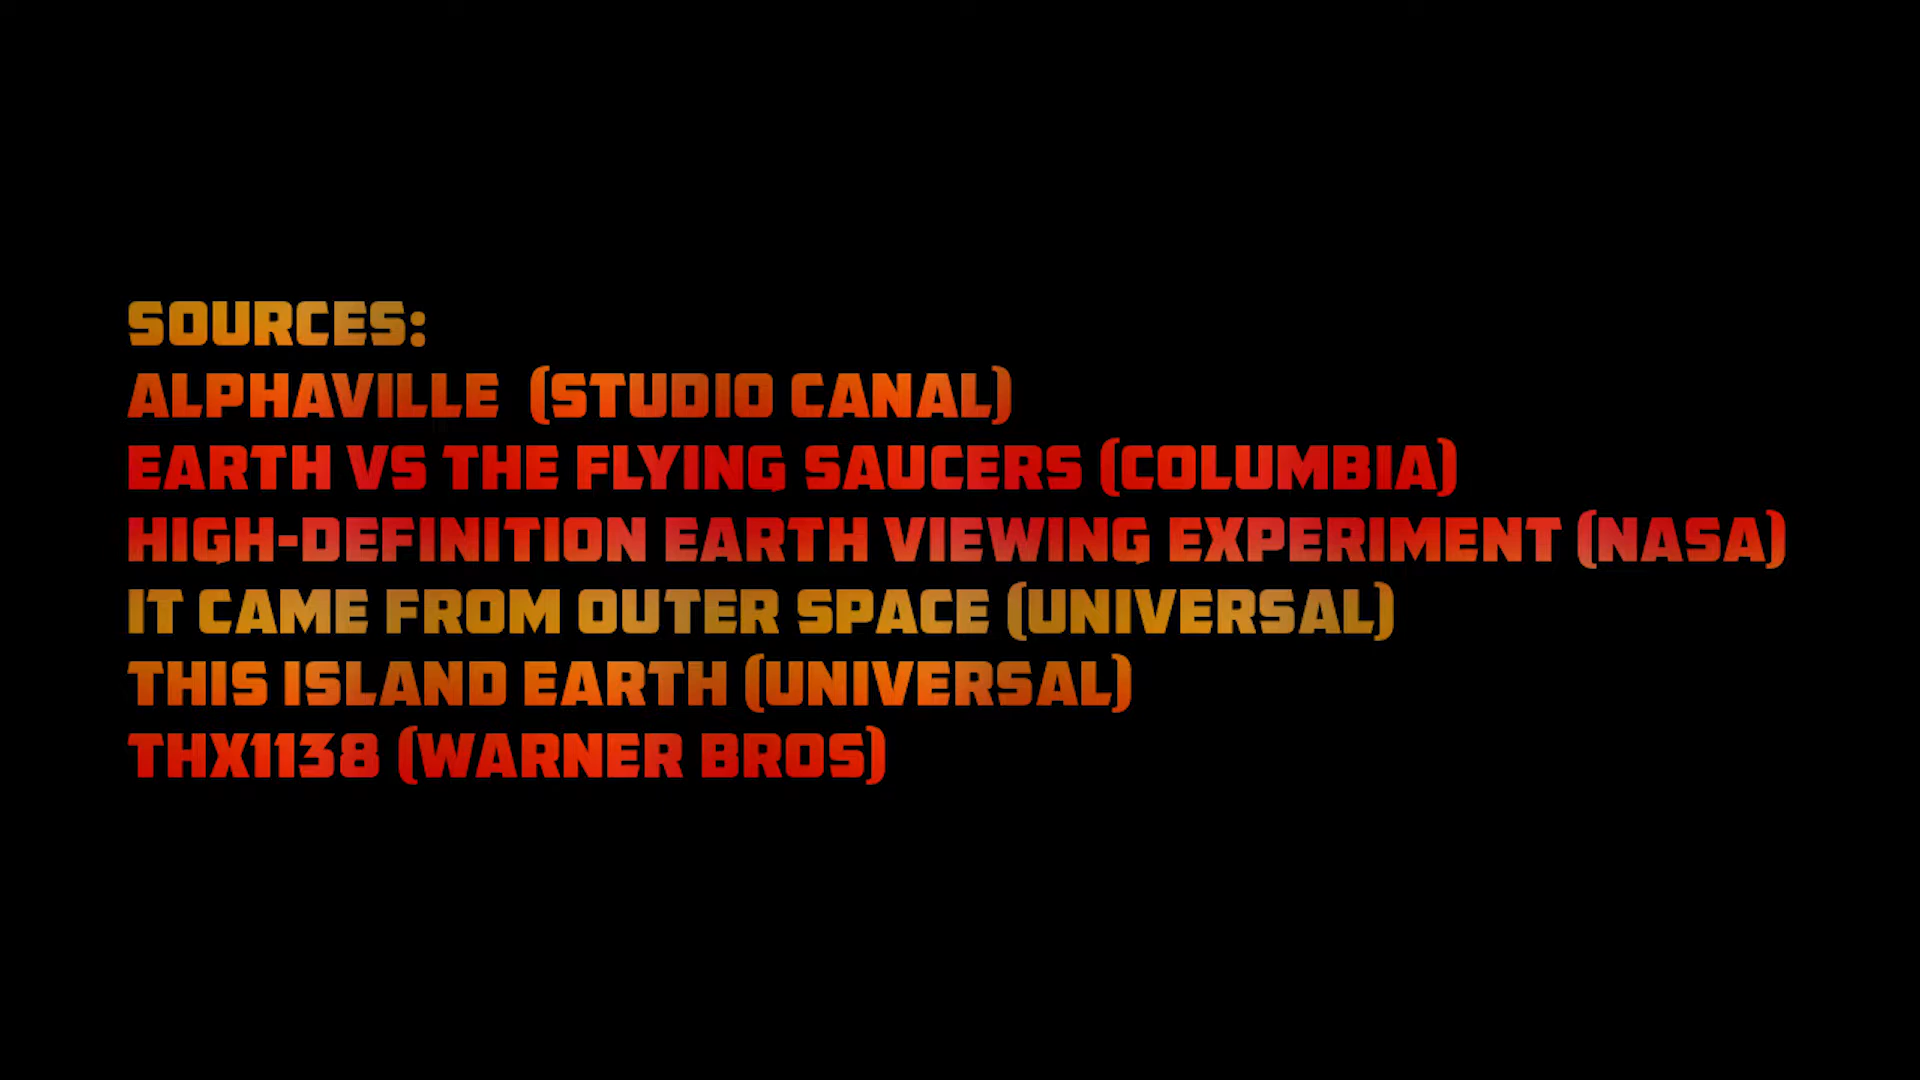 SOURCES:
ALPHAVILLE (STUDIO CANAL)
EARTH VS THE FLYING SAUCERS (COLUMBIA)
HIGH-DEFINITION EARTH VIEWING EXPERIMENT (NASA)
IT CAME FROM OUTER SPACE (UNIVERSAL)
THIS ISLAND EARTH (UNIVERSAL)
THX1138 (WARNER BROS)